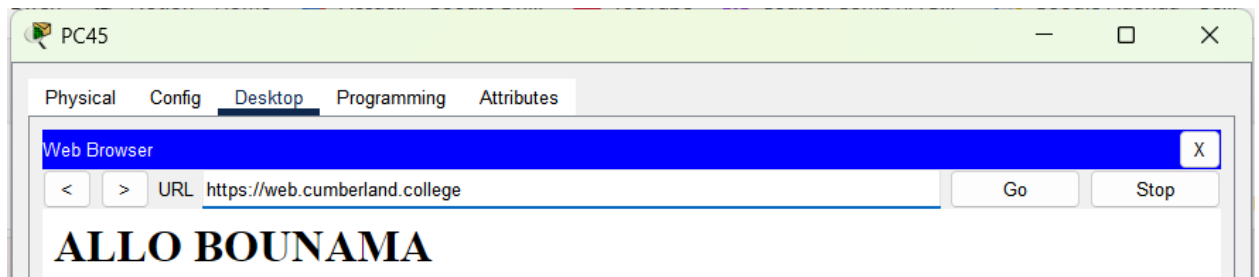 PC45
Physical Config Desktop Programming Attributes
Web Browser
X
< > URL https://web.cumberland.college Go Stop
ALLO BOUNAMA